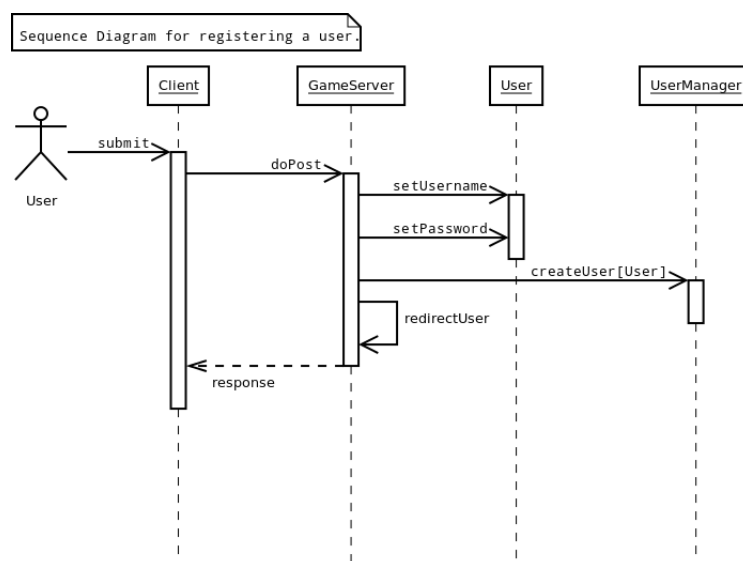 Sequence Diagram for registering a user.
Client
GameServer
User
UserManager
submit
User
doPost
setUsername
setPassword
createUser[User]
redirectUser
response